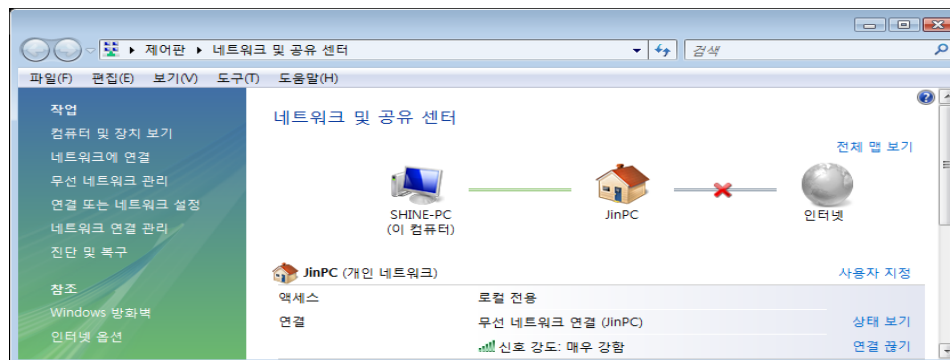 제어판 ▸ 네트워크 및 공유 센터
검색
파일(F) 편집(E) 보기(V) 도구(T) 도움말(H)
작업
컴퓨터 및 장치 보기
네트워크에 연결
무선 네트워크 관리
연결 또는 네트워크 설정
네트워크 연결 관리
진단 및 복구
참조
Windows 방화벽
인터넷 옵션
네트워크 및 공유 센터
전체 맵 보기
SHINE-PC
(이 컴퓨터)
JinPC
인터넷
JinPC (개인 네트워크)
사용자 지정
액세스
로컬 전용
연결
무선 네트워크 연결 (JinPC)
상태 보기
신호 강도: 매우 강함
연결 끊기